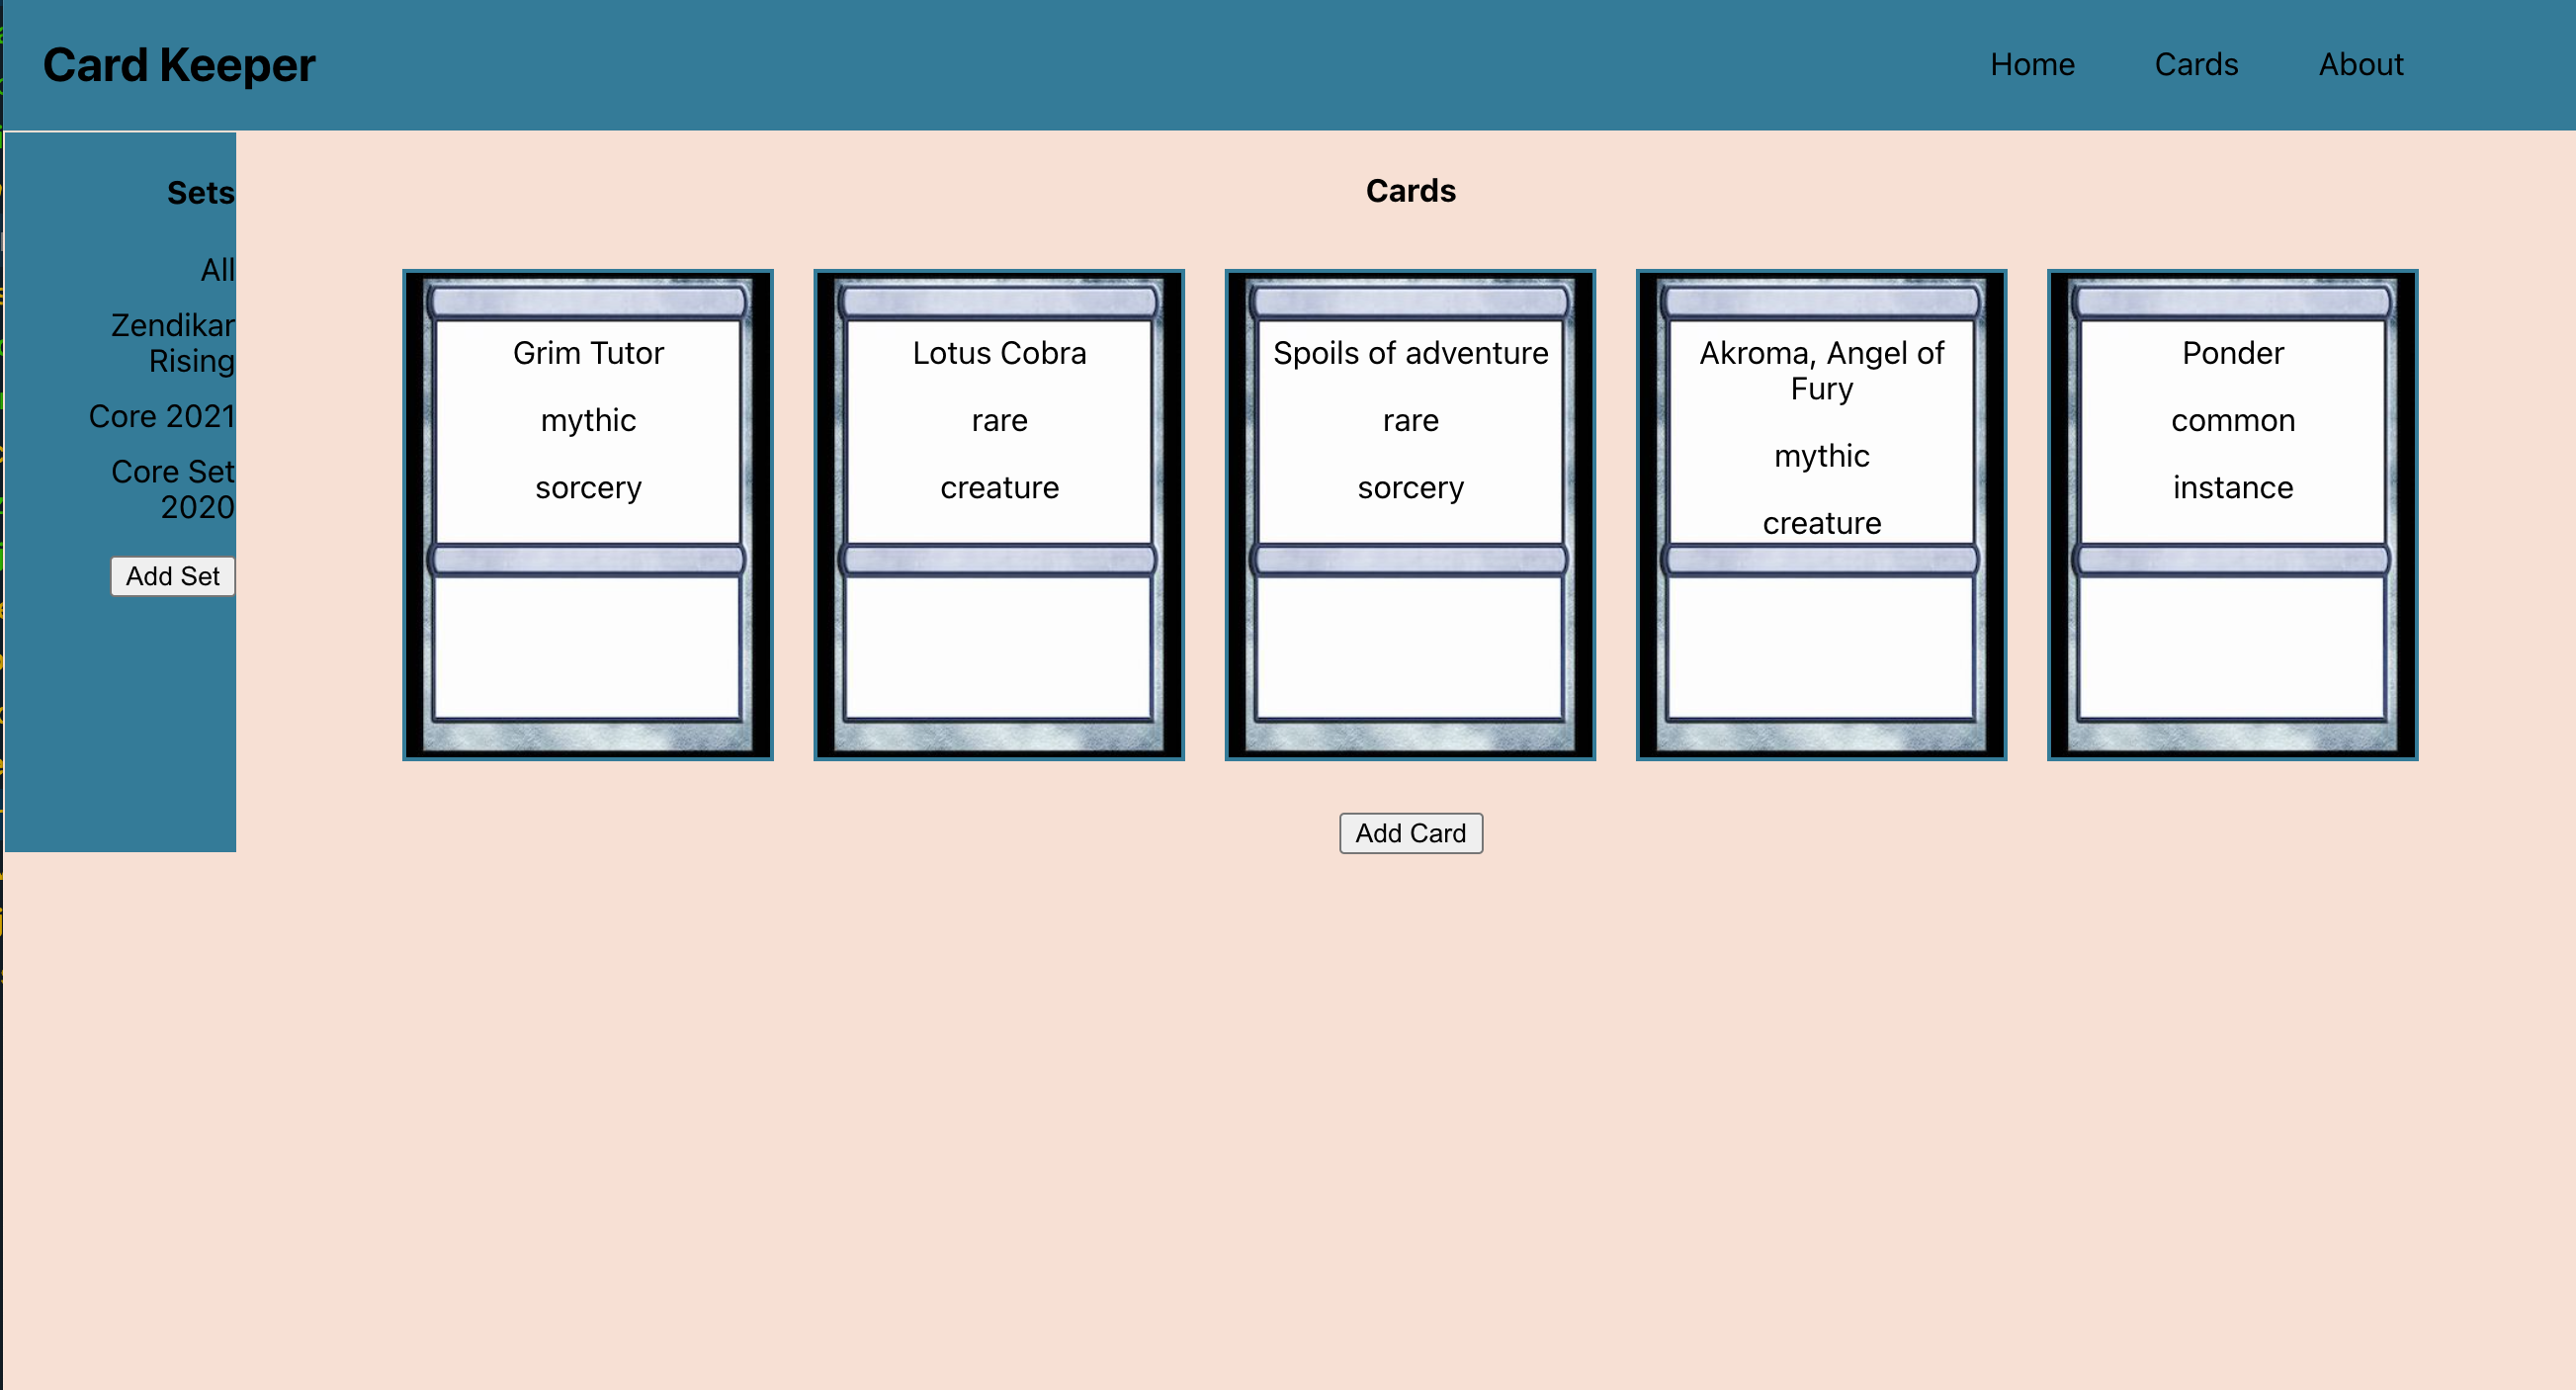 Card Keeper
Home
Cards
About
Sets
All
Zendikar
Rising
Core 2021
Core Set
2020
Add Set
Cards
Grim Tutor
mythic
sorcery
Lotus Cobra
rare
creature
Spoils of adventure
rare
sorcery
Akroma, Angel of
Fury
mythic
creature
Ponder
common
instance
Add Card